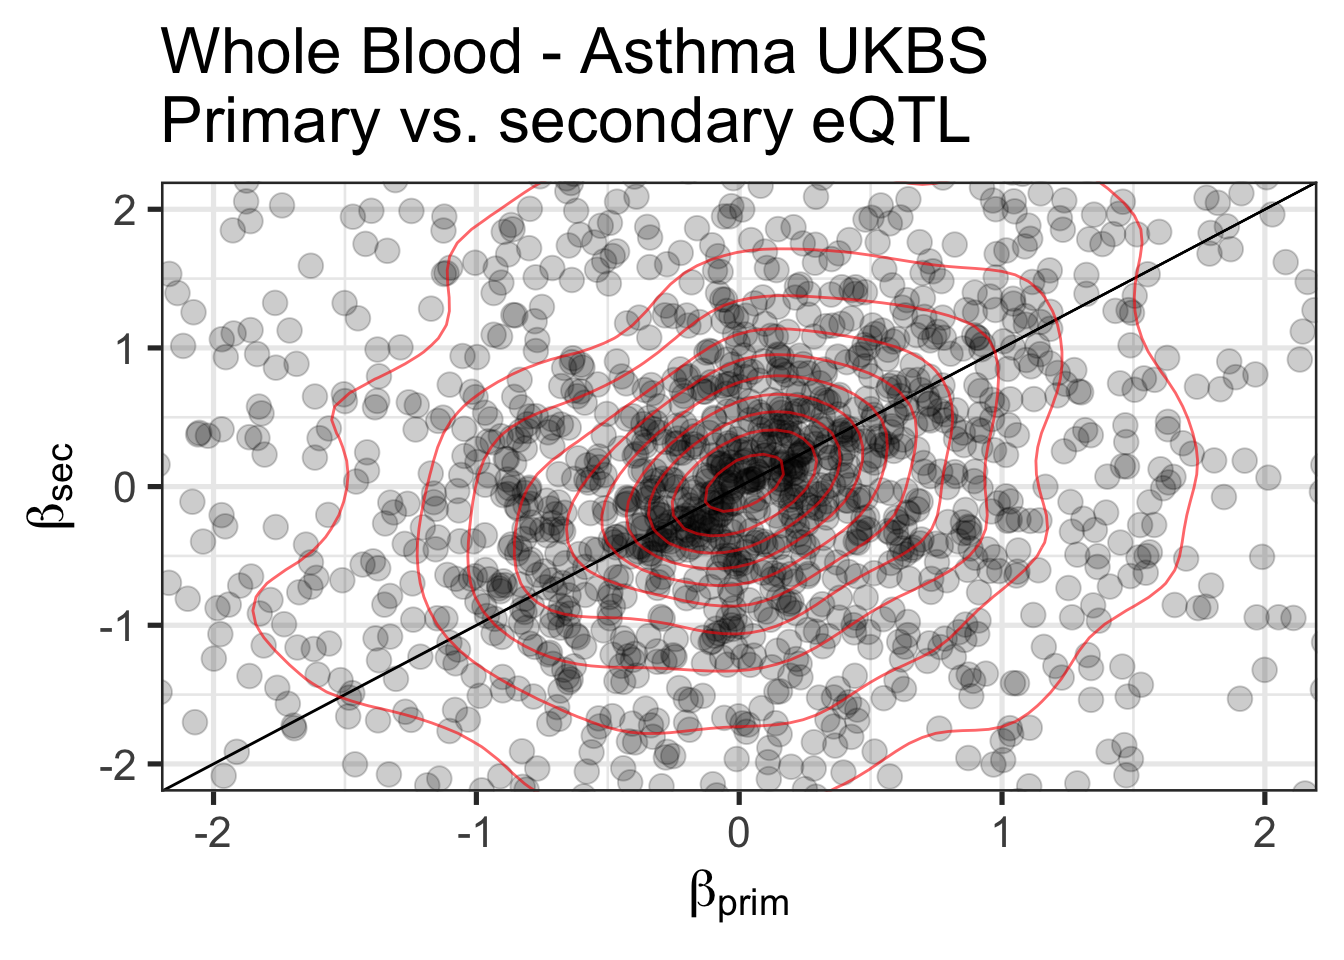 Whole Blood - Asthma UKBS
Primary vs. secondary eQTL
2
1
0
-1
-2
βsec
-2 -1 0 1 2
βprim